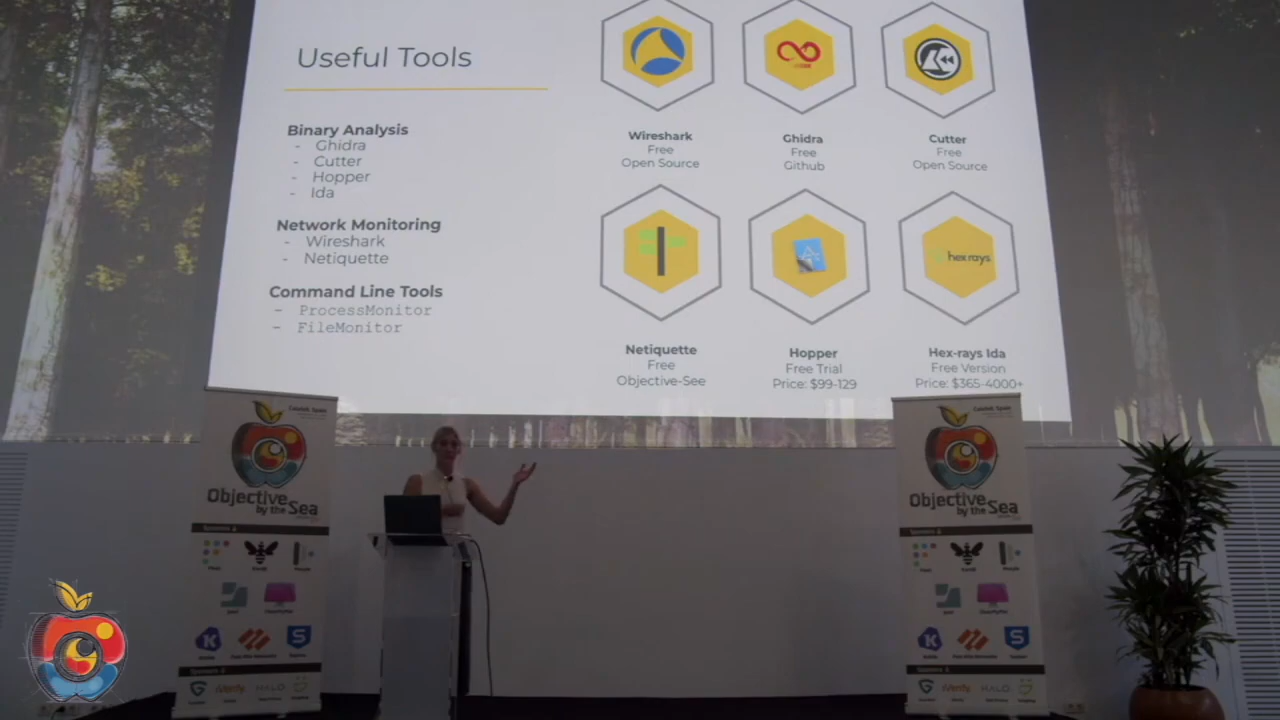 Useful Tools
Binary Analysis
- Ghidra
- Cutter
- Hopper
- Ida
Network Monitoring
- Wireshark
- Netiquette
Command Line Tools
- ProcessMonitor
- FileMonitor
Wireshark
Free
Open Source
Ghidra
Free
Github
Cutter
Free
Open Source
Netiquette
Free
Objective-See
hex rays
Hopper
Free Trial
Price: $99-129
Hex-rays Ida
Free Version
Price: $365-4000+
Objective
by the Sea
Objective
by the Sea